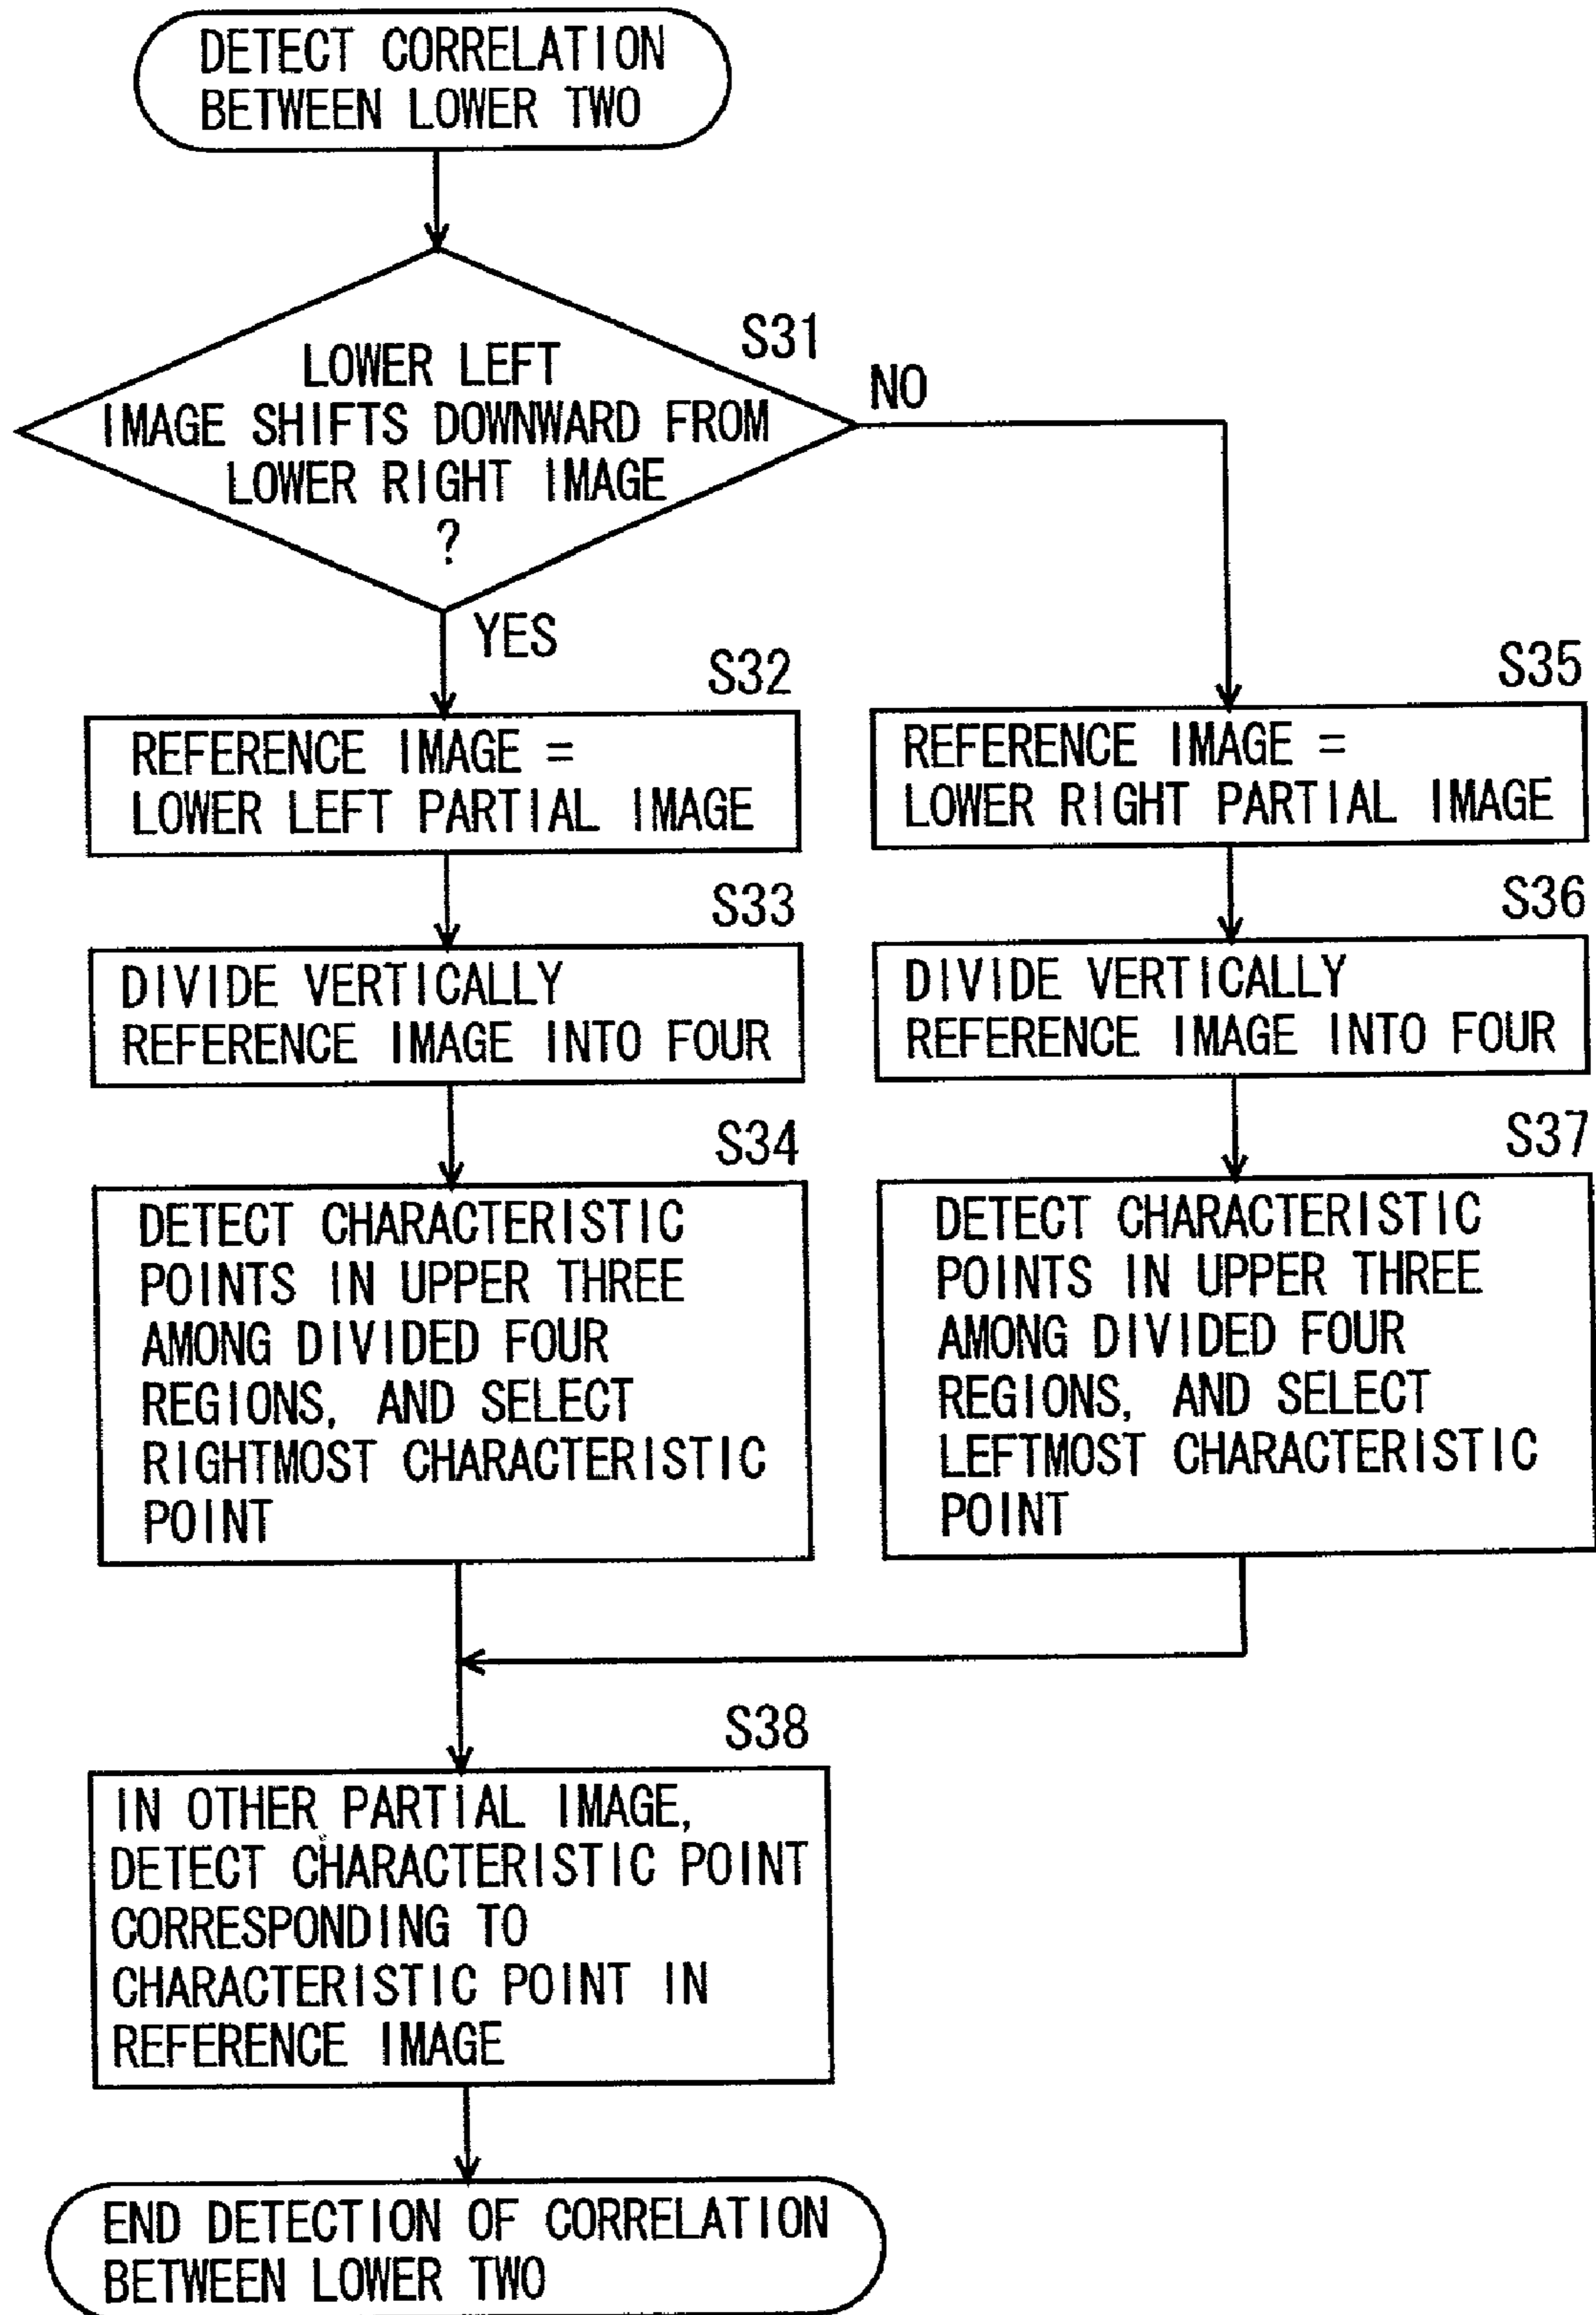 DETECT CORRELATION
BETWEEN LOWER TWO
S31
LOWER LEFT
IMAGE SHIFTS DOWNWARD FROM
LOWER RIGHT IMAGE
?
NO
YES
S32
REFERENCE IMAGE =
LOWER LEFT PARTIAL IMAGE
S33
DIVIDE VERTICALLY
REFERENCE IMAGE INTO FOUR
S34
DETECT CHARACTERISTIC
POINTS IN UPPER THREE
AMONG DIVIDED FOUR
REGIONS, AND SELECT
RIGHTMOST CHARACTERISTIC
POINT
S35
REFERENCE IMAGE =
LOWER RIGHT PARTIAL IMAGE
S36
DIVIDE VERTICALLY
REFERENCE IMAGE INTO FOUR
S37
DETECT CHARACTERISTIC
POINTS IN UPPER THREE
AMONG DIVIDED FOUR
REGIONS, AND SELECT
LEFTMOST CHARACTERISTIC
POINT
S38
IN OTHER PARTIAL IMAGE,
DETECT CHARACTERISTIC POINT
CORRESPONDING TO
CHARACTERISTIC POINT IN
REFERENCE IMAGE
END DETECTION OF CORRELATION
BETWEEN LOWER TWO